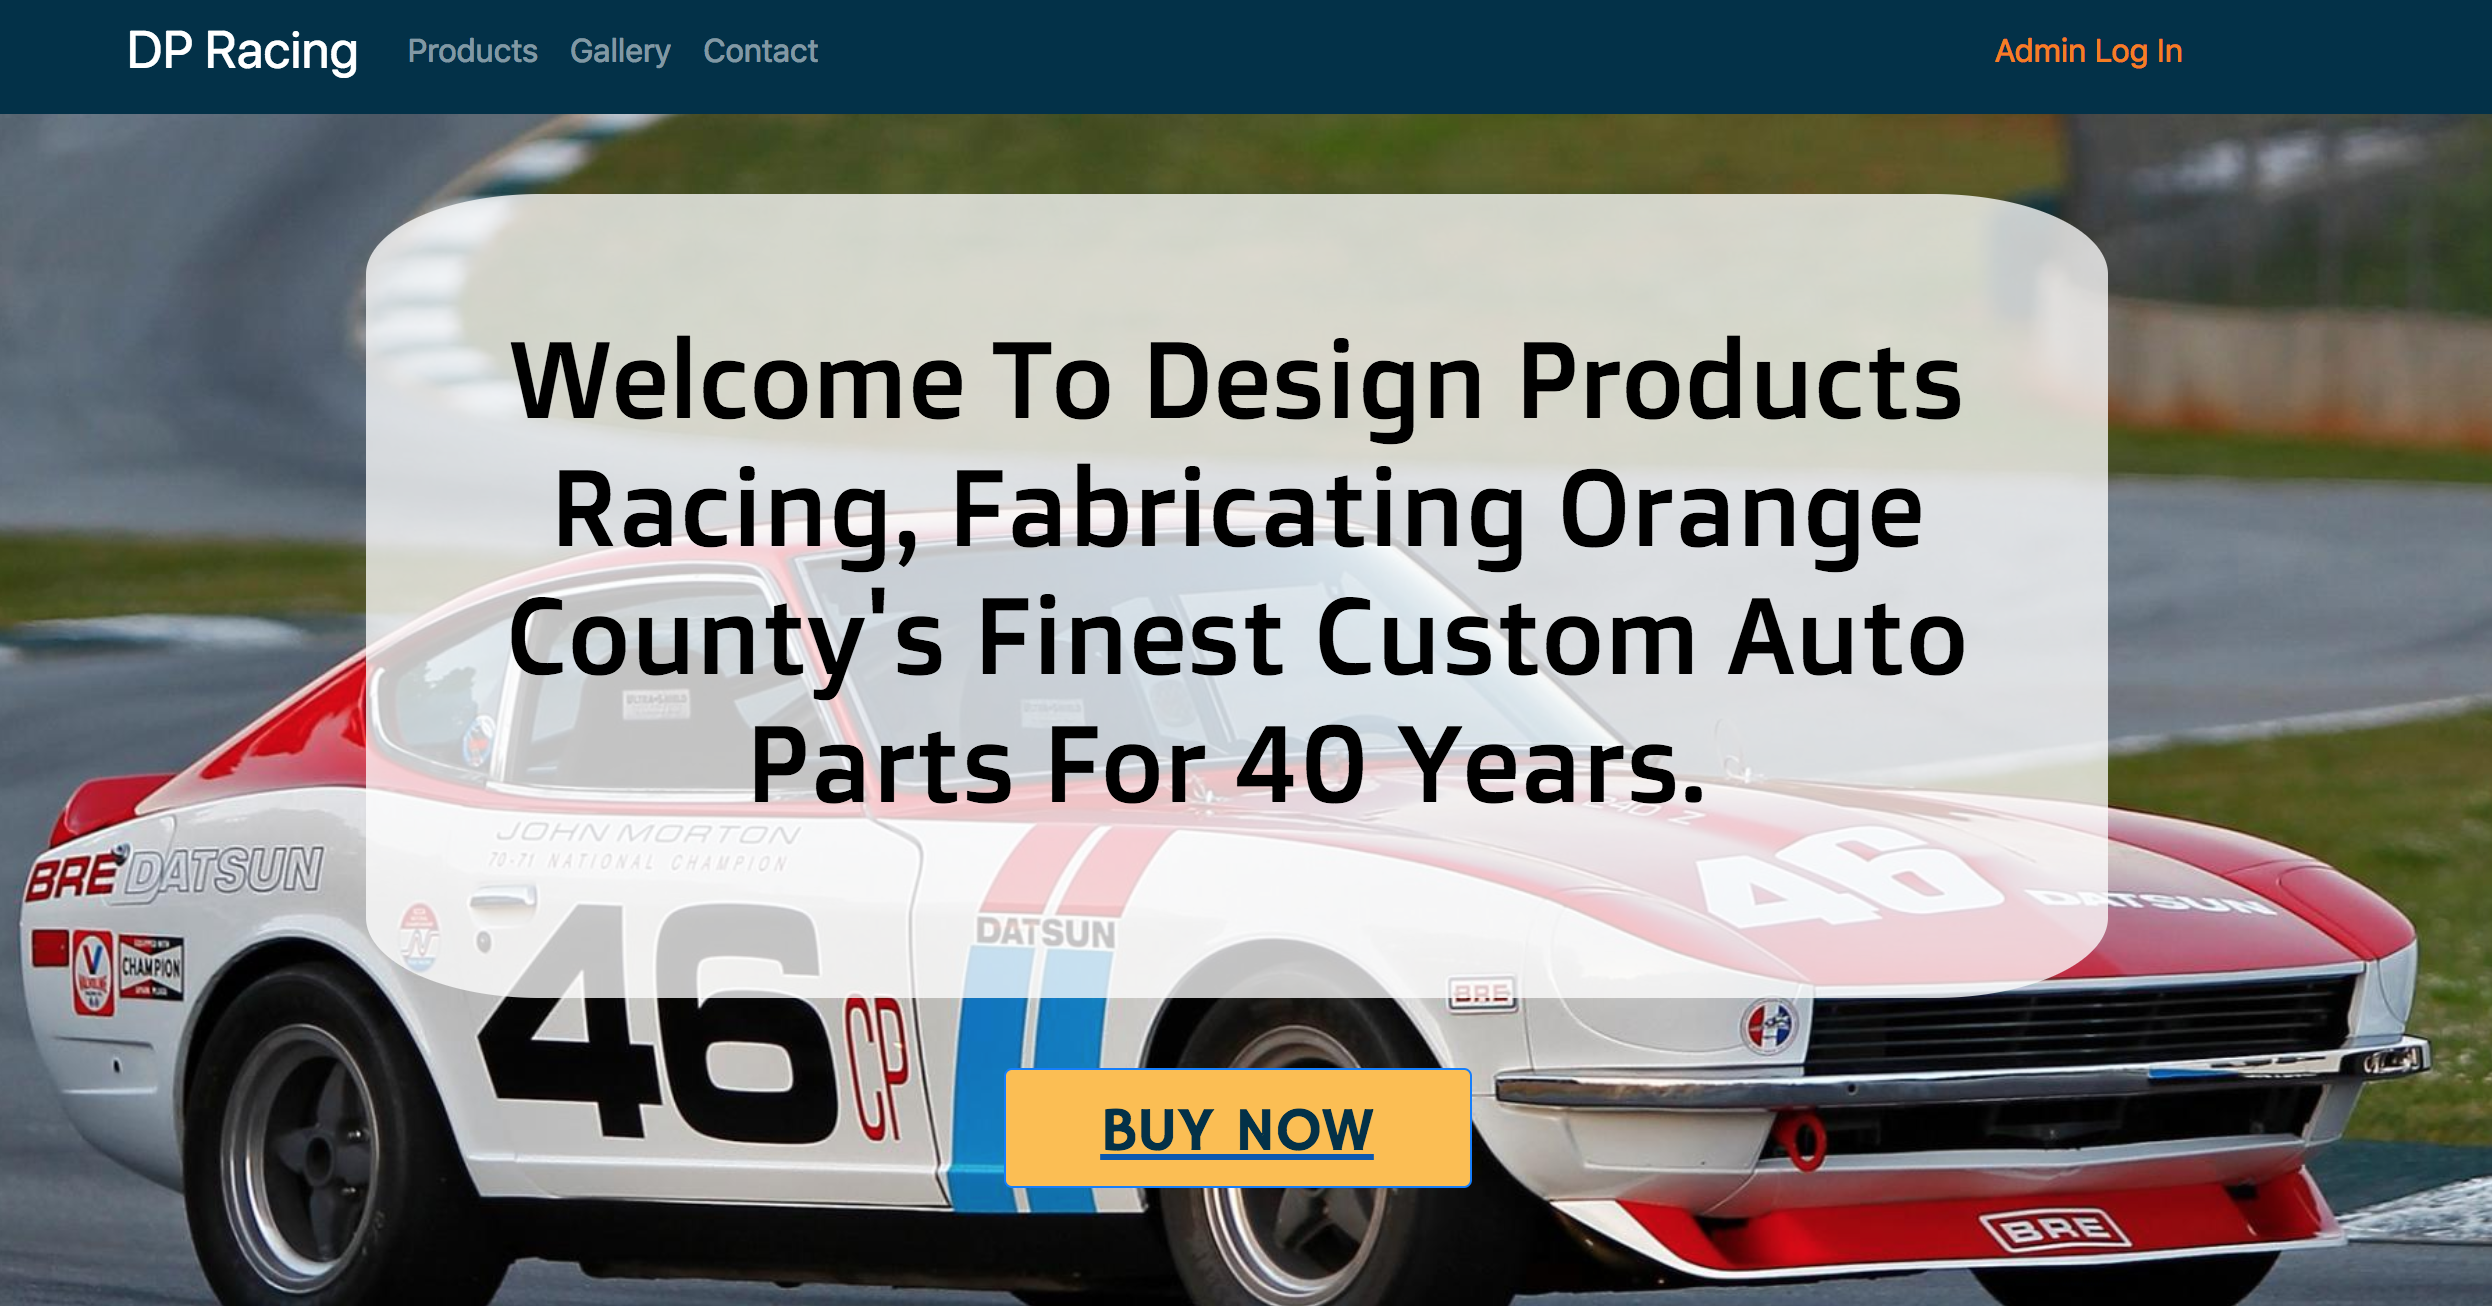 DP Racing
Products
Gallery
Contact
Admin Log In
Welcome To Design Products
Racing, Fabricating Orange
County's Finest Custom Auto
Parts For 40 Years.
240 Z
JOHN MORTON
70-71 NATIONAL CHAMPION
BRE DATSUN
46
DATSUN
46
DATSUN
CHAMPION
BRE
CP
BUY NOW
BRE